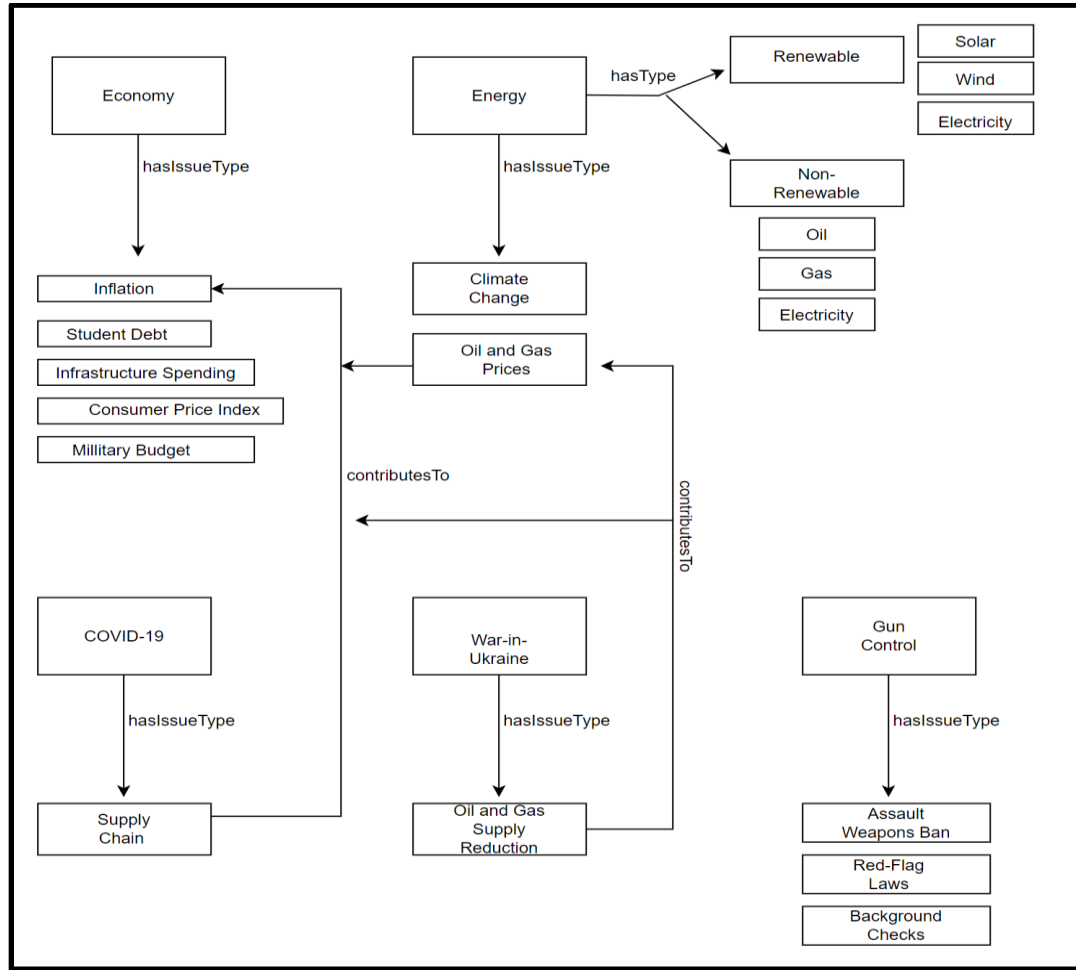 Economy
hasIssueType
Inflation
Student Debt
Infrastructure Spending
Consumer Price Index
Millitary Budget
Energy
hasType
hasIssueType
Climate
Change
Oil and Gas
Prices
Renewable
Solar
Wind
Electricity
Non-
Renewable
Oil
Gas
Electricity
contributesTo
contributesTo
COVID-19
hasIssueType
Supply
Chain
War-in-
Ukraine
hasIssueType
Oil and Gas
Supply
Reduction
Gun
Control
hasIssueType
Assault
Weapons Ban
Red-Flag
Laws
Background
Checks